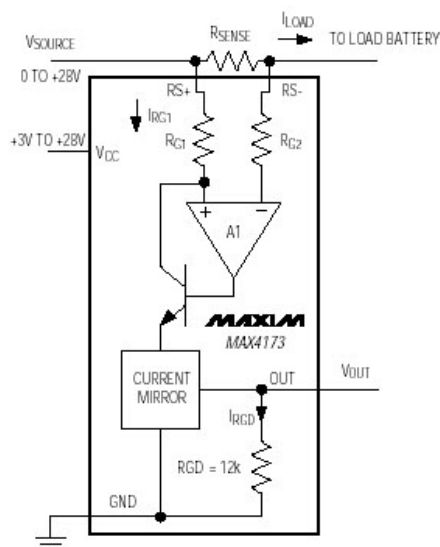 ILOAD
VSOURCE
RSENSE
TO LOAD BATTERY
0 TO +28V
RS+
RS-
IRG1
+3V TO +28V
RG1
RG2
VCC
+
−
A1
MAXIM
MAX4173
CURRENT
MIRROR
OUT
VOUT
IRGD
RGD = 12k
GND